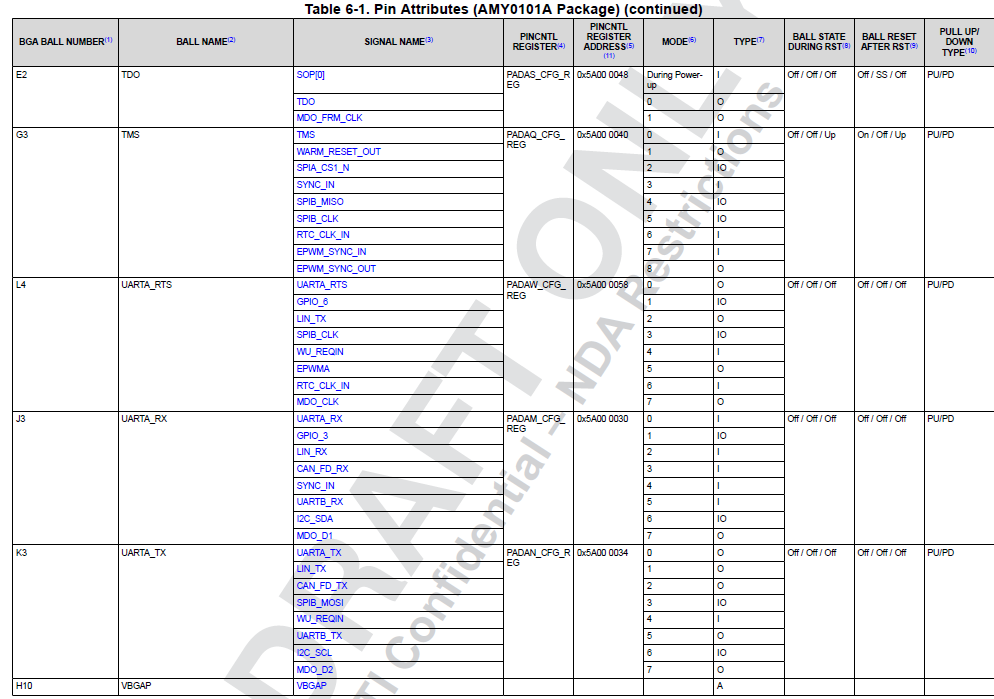 Table 6-1. Pin Attributes (AMY0101A Package) (continued)
BGA BALL NUMBER(1) BALL NAME(2) SIGNAL NAME(3) PINCNTL REGISTER(4) PINCNTL REGISTER ADDRESS(5) (11) MODE(6) TYPE(7) BALL STATE DURING RST(8) BALL RESET AFTER RST(9) PULL UP/ DOWN TYPE(10)
E2 TDO SOP[0] PADAS_CFG_R EG 0x5A00 0048 During Power-up I Off / Off / Off Off / SS / Off PU/PD
TDO 0 O
MDO_FRM_CLK 1 O
G3 TMS TMS PADAQ_CFG_ REG 0x5A00 0040 0 I Off / Off / Up On / Off / Up PU/PD
WARM_RESET_OUT 1 O
SPIA_CS1_N 2 IO
SYNC_IN 3 I
SPIB_MISO 4 IO
SPIB_CLK 5 IO
RTC_CLK_IN 6 I
EPWM_SYNC_IN 7 I
EPWM_SYNC_OUT 8 O
L4 UARTA_RTS UARTA_RTS PADAW_CFG_ REG 0x5A00 0058 0 O Off / Off / Off Off / Off / Off PU/PD
GPIO_6 1 IO
LIN_TX 2 O
SPIB_CLK 3 IO
WU_REQIN 4 I
EPWMA 5 O
RTC_CLK_IN 6 I
MDO_CLK 7 O
J3 UARTA_RX UARTA_RX PADAM_CFG_ REG 0x5A00 0030 0 I Off / Off / Off Off / Off / Off PU/PD
GPIO_3 1 IO
LIN_RX 2 I
CAN_FD_RX 3 I
SYNC_IN 4 I
UARTB_RX 5 I
I2C_SDA 6 IO
MDO_D1 7 O
K3 UARTA_TX UARTA_TX PADAN_CFG_R EG 0x5A00 0034 0 O Off / Off / Off Off / Off / Off PU/PD
LIN_TX 1 O
CAN_FD_TX 2 O
SPIB_MOSI 3 IO
WU_REQIN 4 I
UARTB_TX 5 O
I2C_SCL 6 IO
MDO_D2 7 O
H10 VBGAP VBGAP A
DRAFT ONLY
TI Confidential – NDA Restrictions